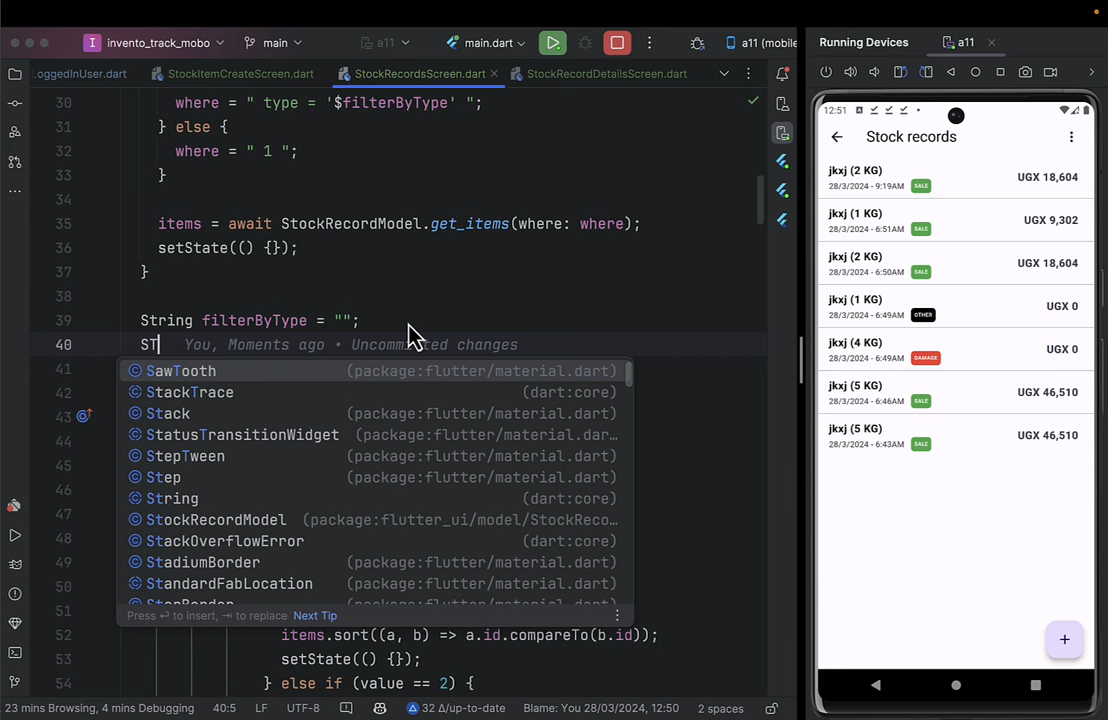 I invento_track_mobo main a11 main.dart a11 (mobile Running Devices a11
LoggedInUser.dart StockItemCreateScreen.dart StockRecordsScreen.dart StockRecordDetailsScreen.dart
30 where = " type = '$filterByType' ";
31 } else {
32 where = " 1 ";
33 }
34
35 items = await StockRecordModel.get_items(where: where);
36 setState(() {});
37 }
38
39 String filterByType = "";
40 ST You, Moments ago • Uncommitted changes
41
42
43
44
45
46
47
48
49
50
51
SawTooth (package:flutter/material.dart)
StackTrace (dart:core)
Stack (package:flutter/material.dart)
StatusTransitionWidget (package:flutter/material.dar…
StepTween (package:flutter/material.dart)
Step (package:flutter/material.dart)
String (dart:core)
StockRecordModel (package:flutter_ui/model/StockReco…
StackOverflowError (dart:core)
StadiumBorder (package:flutter/material.dart)
StandardFabLocation (package:flutter/material.dart)
Press ⏎ to insert, ⇥ to replace Next Tip
52 items.sort((a, b) => a.id.compareTo(b.id));
53 setState(() {});
54 } else if (value == 2) {
23 mins Browsing, 4 mins Debugging 40:5 LF UTF-8 32 Δ/up-to-date Blame: You 28/03/2024, 12:50 2 spaces
12:51
Stock records
jkxj (2 KG)
28/3/2024 - 9:19AM SALE UGX 18,604
jkxj (1 KG)
28/3/2024 - 6:51AM SALE UGX 9,302
jkxj (2 KG)
28/3/2024 - 6:50AM SALE UGX 18,604
jkxj (1 KG)
28/3/2024 - 6:49AM OTHER UGX 0
jkxj (4 KG)
28/3/2024 - 6:49AM DAMAGE UGX 0
jkxj (5 KG)
28/3/2024 - 6:46AM SALE UGX 46,510
jkxj (5 KG)
28/3/2024 - 6:43AM SALE UGX 46,510
+